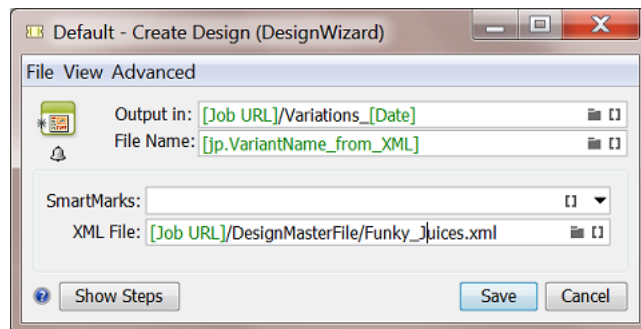 Default - Create Design (DesignWizard)
File View Advanced
Output in: [Job URL]/Variations_[Date]
File Name: [jp.VariantName_from_XML]
SmartMarks:
XML File: [Job URL]/DesignMasterFile/Funky_Juices.xml
Show Steps Save Cancel